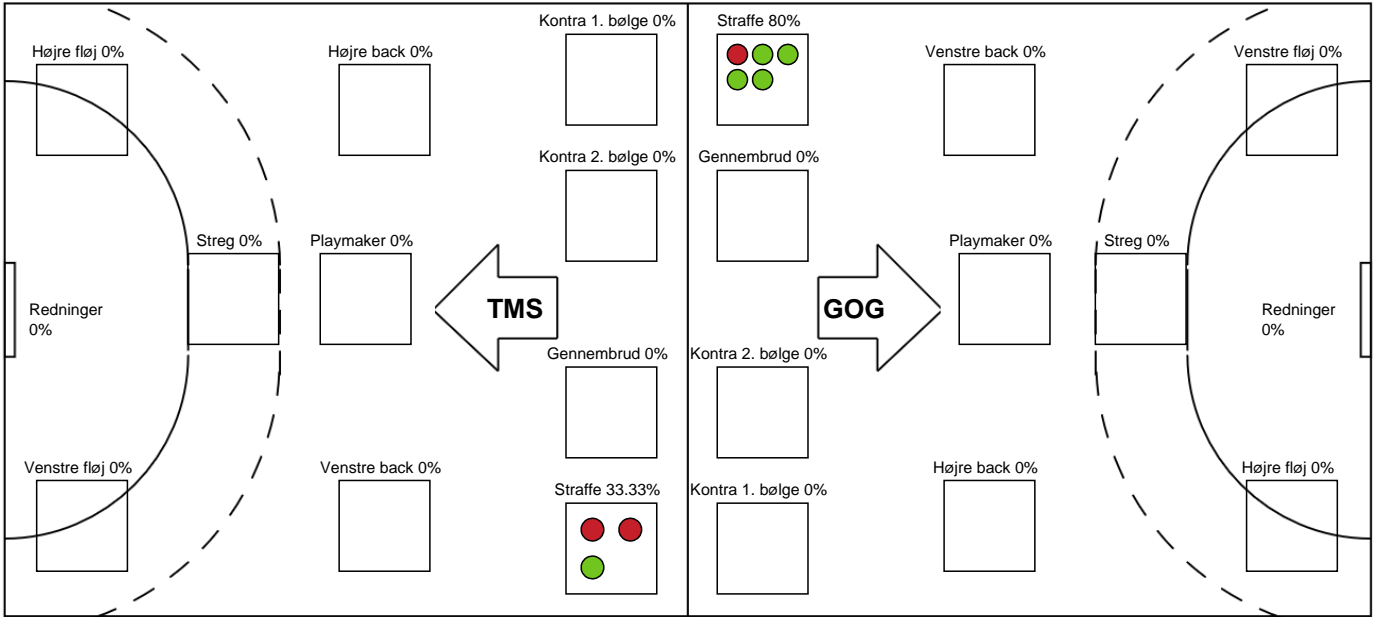 Kontra 1. bølge 0%
Straffe 80%
Højre fløj 0%
Højre back 0%
Venstre back 0%
Venstre fløj 0%
Kontra 2. bølge 0%
Gennembrud 0%
Streg 0%
Playmaker 0%
Playmaker 0%
Streg 0%
Redninger
0%
TMS
GOG
Redninger
0%
Gennembrud 0%
Kontra 2. bølge 0%
Venstre fløj 0%
Venstre back 0%
Højre back 0%
Højre fløj 0%
Straffe 33.33%
Kontra 1. bølge 0%